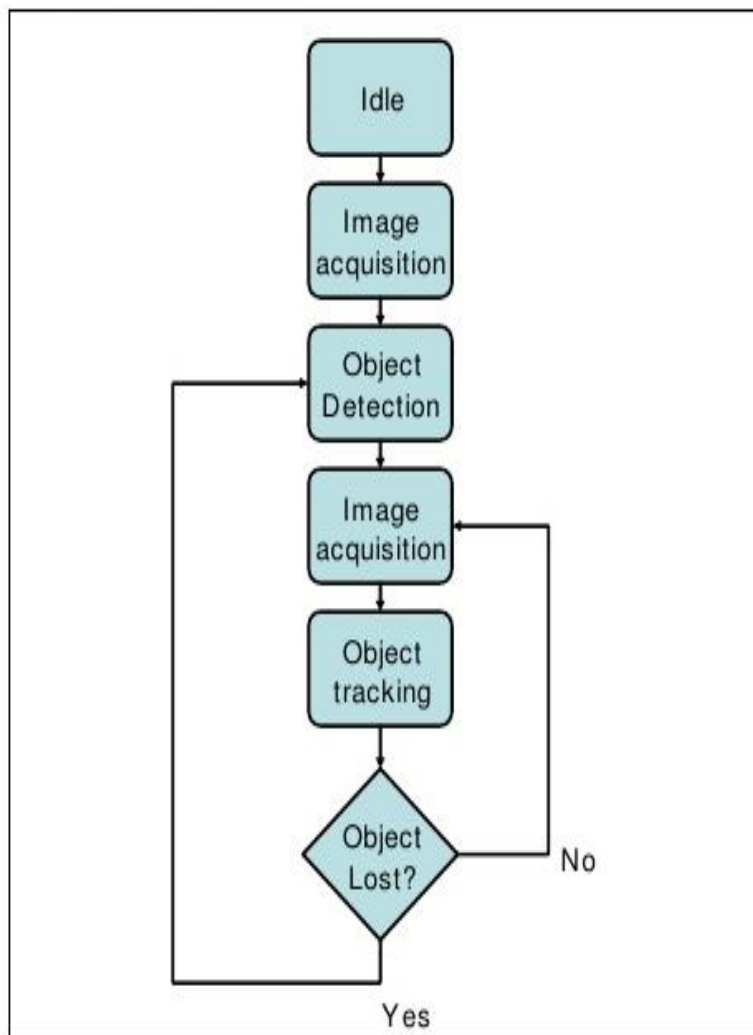 Idle
Image
acquisition
Object
Detection
Image
acquisition
Object
tracking
Object
Lost?
No
Yes